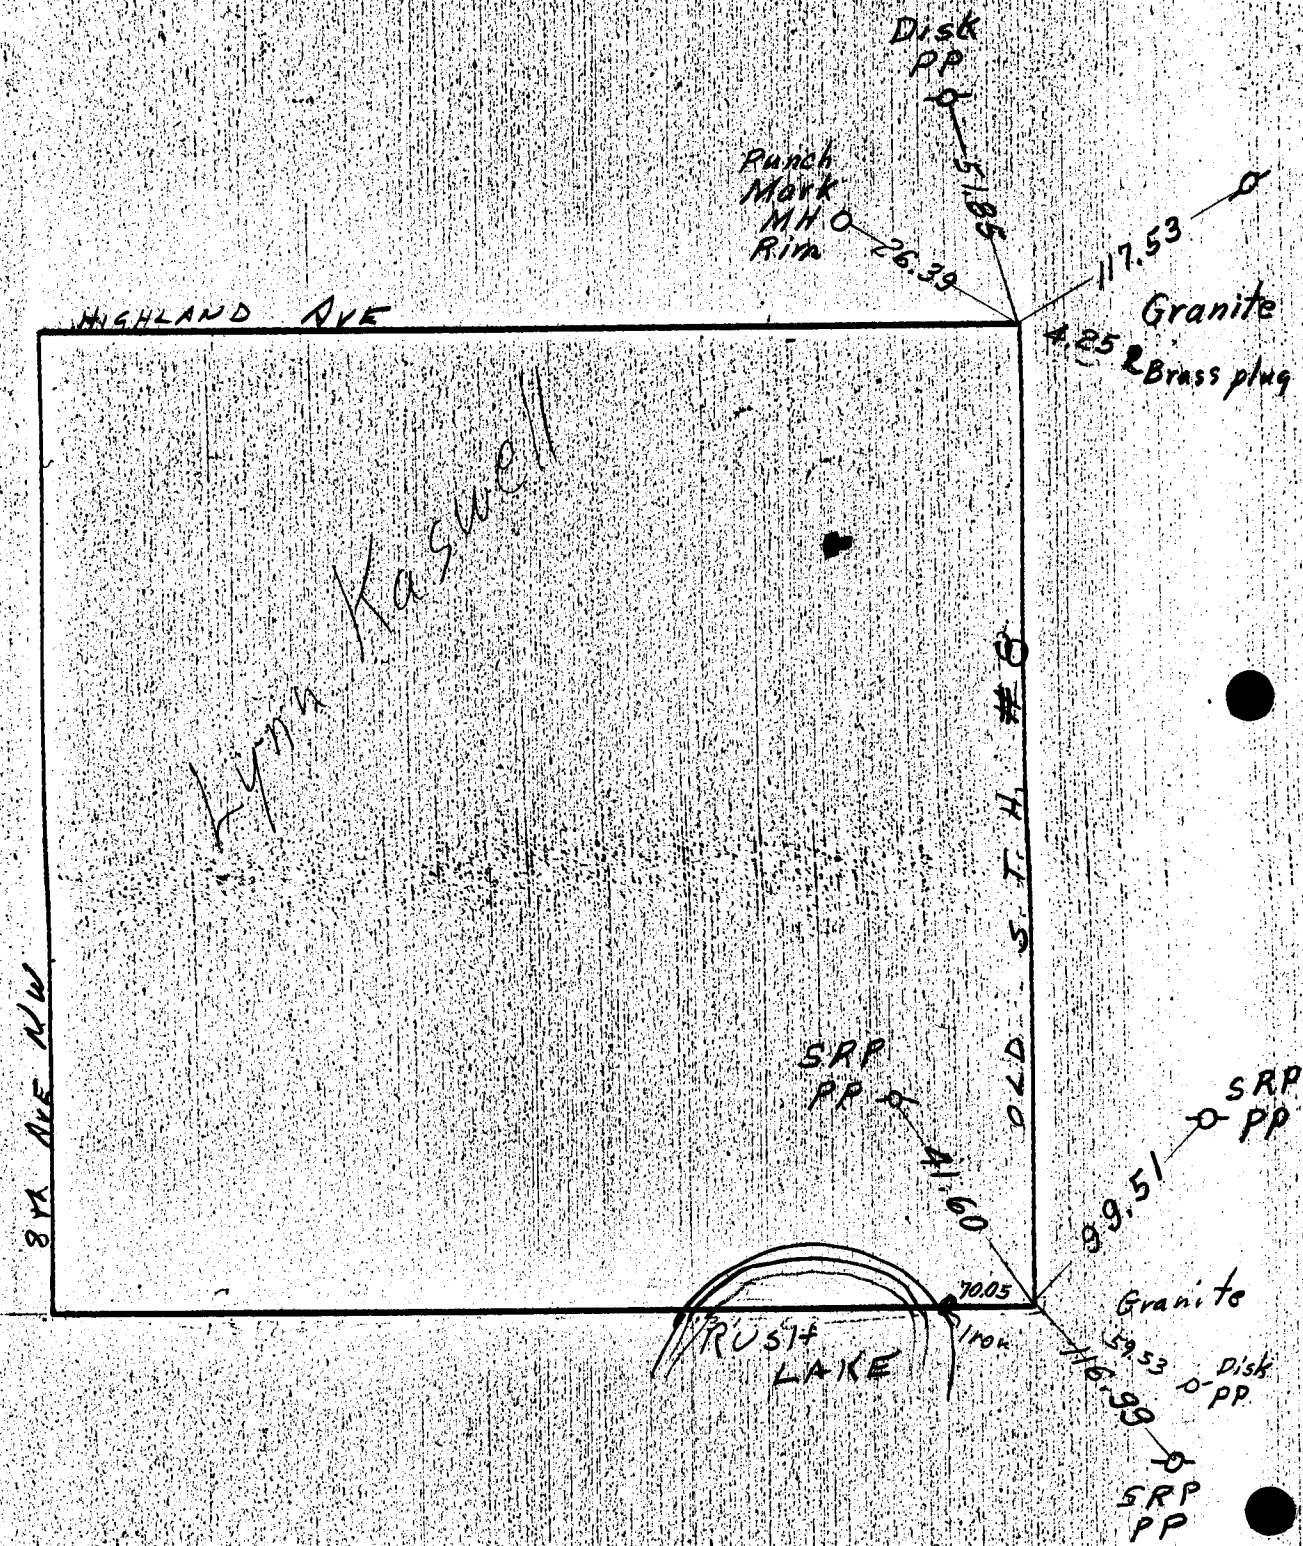 Disk
PP
51.85
Punch
Mark
MH
Rim
26.39
117.53
HIGHLAND AVE
Granite
4.25
Brass plug
Lynn Kaswell
OLD S.T.H. #8
8TH AVE NW
SRP
PP
41.60
SRP
PP
99.51
70.05
Iron
RUSH
LAKE
Granite
59.53
Disk
PP
116.99
SRP
PP